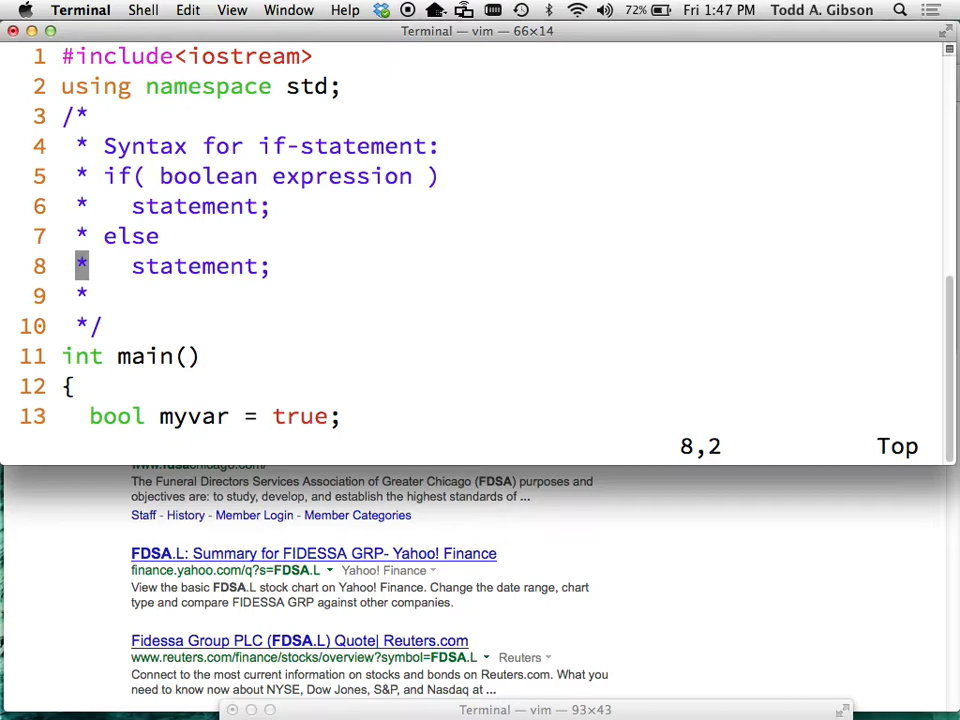 Terminal Shell Edit View Window Help 72% Fri 1:47 PM Todd A. Gibson
Terminal — vim — 66×14
1 #include<iostream>
2 using namespace std;
3 /*
4 * Syntax for if-statement:
5 * if( boolean expression )
6 * statement;
7 * else
8 * statement;
9 *
10 */
11 int main()
12 {
13 bool myvar = true;
8,2 Top
The Funeral Directors Services Association of Greater Chicago (FDSA) purposes and
objectives are: to study, develop, and establish the highest standards of ...
Staff - History - Member Login - Member Categories
FDSA.L: Summary for FIDESSA GRP- Yahoo! Finance
finance.yahoo.com/q?s=FDSA.L Yahoo! Finance
View the basic FDSA.L stock chart on Yahoo! Finance. Change the date range, chart
type and compare FIDESSA GRP against other companies.
Fidessa Group PLC (FDSA.L) Quote| Reuters.com
www.reuters.com/finance/stocks/overview?symbol=FDSA.L Reuters
Connect to the most current information on stocks and bonds on Reuters.com. How you
need to know now about NYSE, Dow Jones, S&P, and Nasdaq at ...
Terminal — vim — 93×43